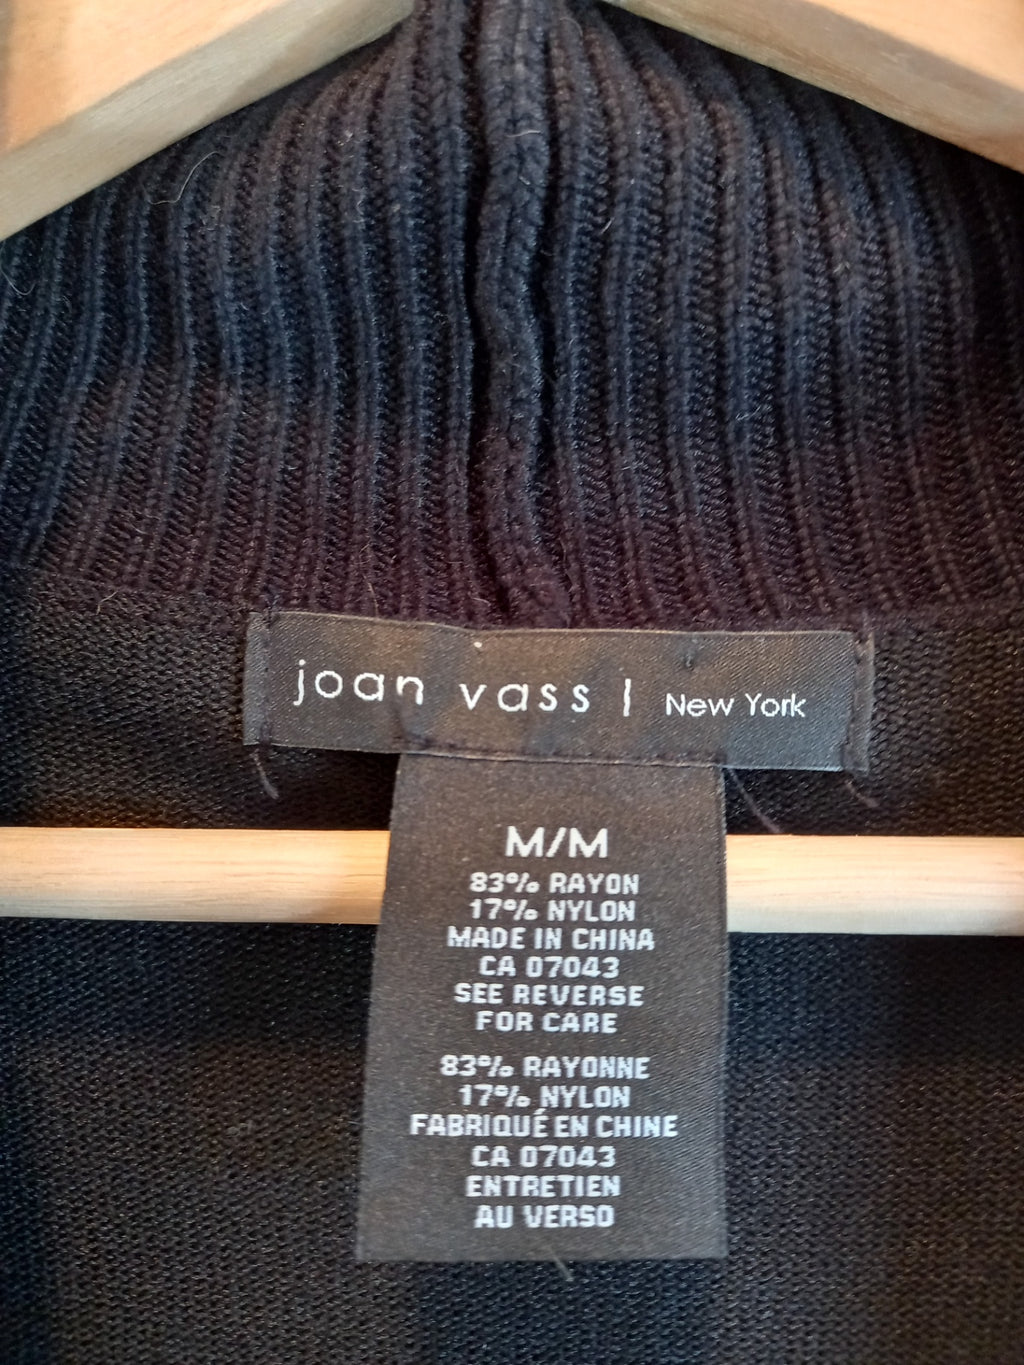 joan vass | New York
M/M
83% RAYON
17% NYLON
MADE IN CHINA
CA 07043
SEE REVERSE
FOR CARE
83% RAYONNE
17% NYLON
FABRIQUÉ EN CHINE
CA 07043
ENTRETIEN
AU VERSO